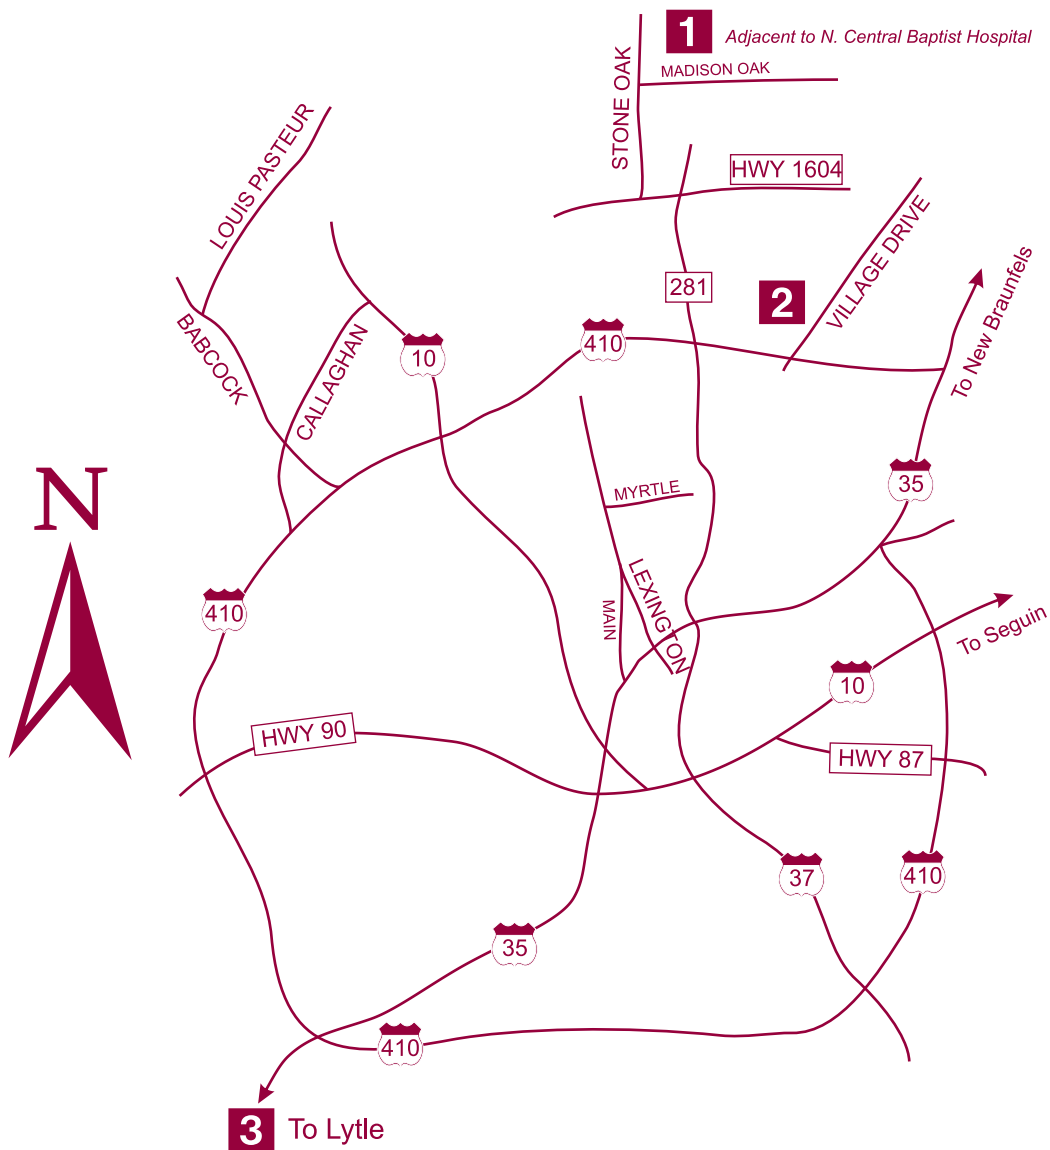 1
Adjacent to N. Central Baptist Hospital
MADISON OAK
STONE OAK
HWY 1604
LOUIS PASTEUR
VILLAGE DRIVE
281
2
To New Braunfels
BABCOCK
CALLAGHAN
10
410
35
MYRTLE
N
LEXINGTON
MAIN
410
To Seguin
10
HWY 90
HWY 87
37
410
35
410
3 To Lytle